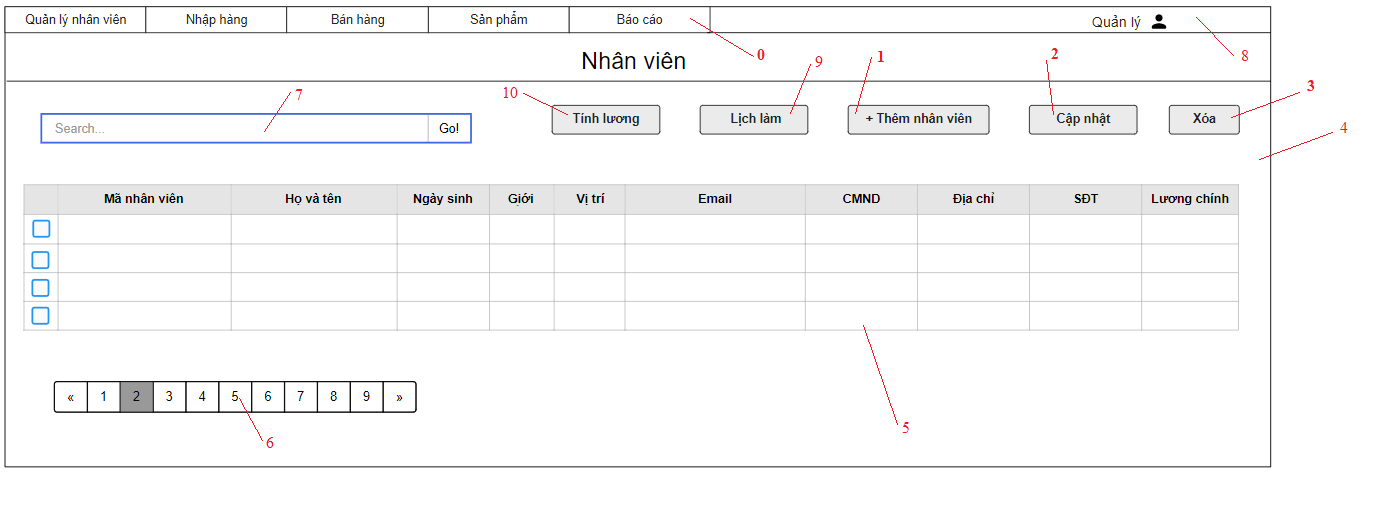 Quản lý nhân viên Nhập hàng Bán hàng Sản phẩm Báo cáo Quản lý
0 8
Nhân viên
7 10 9 1 2 3
4
Search... Go! Tính lương Lịch làm + Thêm nhân viên Cập nhật Xóa
Mã nhân viên Họ và tên Ngày sinh Giới Vị trí Email CMND Địa chỉ SĐT Lương chính
« 1 2 3 4 5 6 7 8 9 »
5
6